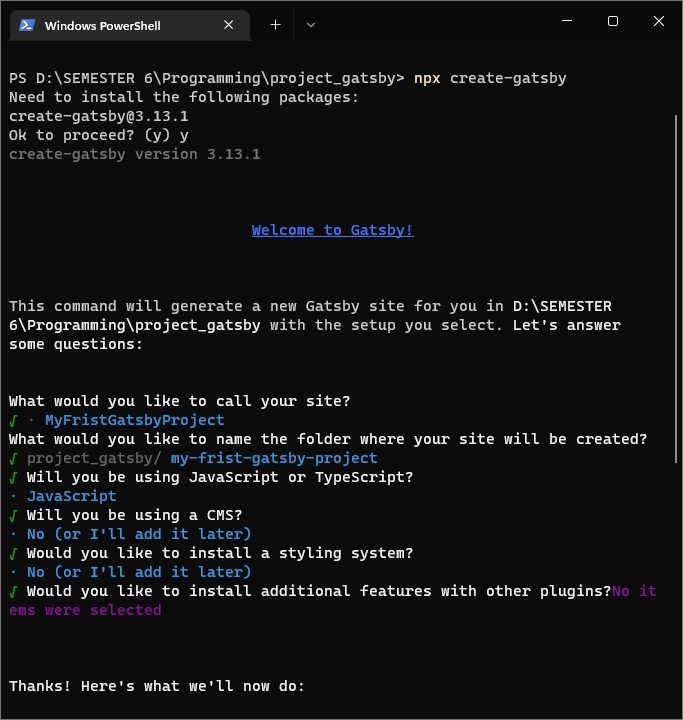 Windows PowerShell
PS D:\SEMESTER 6\Programming\project_gatsby> npx create-gatsby
Need to install the following packages:
create-gatsby@3.13.1
Ok to proceed? (y) y
create-gatsby version 3.13.1
Welcome to Gatsby!
This command will generate a new Gatsby site for you in D:\SEMESTER
6\Programming\project_gatsby with the setup you select. Let's answer
some questions:
What would you like to call your site?
√ · MyFristGatsbyProject
What would you like to name the folder where your site will be created?
√ project_gatsby/ my-frist-gatsby-project
√ Will you be using JavaScript or TypeScript?
· JavaScript
√ Will you be using a CMS?
· No (or I'll add it later)
√ Would you like to install a styling system?
· No (or I'll add it later)
√ Would you like to install additional features with other plugins?No it
ems were selected
Thanks! Here's what we'll now do: